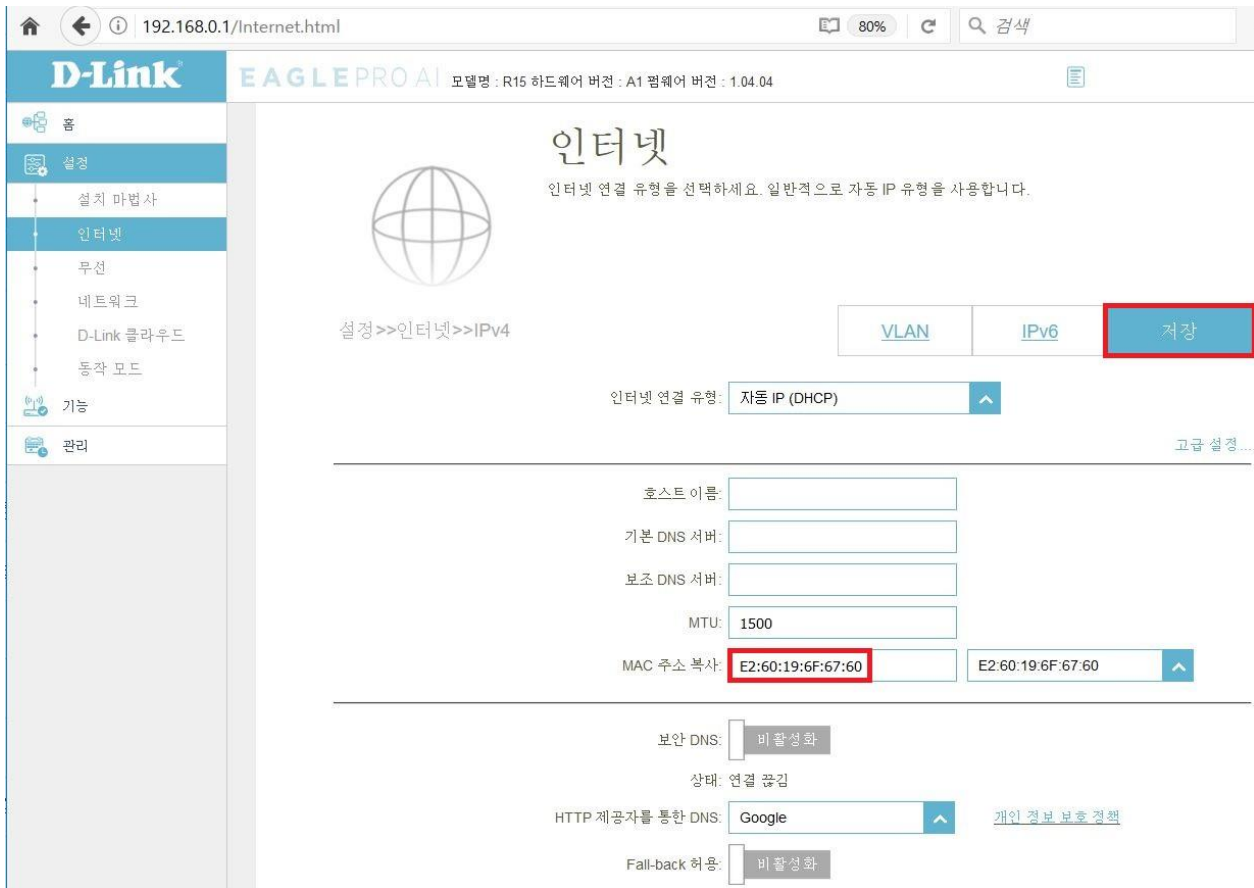 192.168.0.1/Internet.html
80%
검색
D-Link
EAGLE PRO AI 모델명 : R15 하드웨어 버전 : A1 펌웨어 버전 : 1.04.04
홈
설정
설치 마법사
인터넷
무선
네트워크
D-Link 클라우드
동작 모드
기능
관리
인터넷
인터넷 연결 유형을 선택하세요. 일반적으로 자동 IP 유형을 사용합니다.
설정>>인터넷>>IPv4
VLAN
IPv6
저장
인터넷 연결 유형: 자동 IP (DHCP)
고급 설정...
호스트 이름:
기본 DNS 서버:
보조 DNS 서버:
MTU: 1500
MAC 주소 복사: E2:60:19:6F:67:60 E2:60:19:6F:67:60
보안 DNS: 비활성화
상태: 연결 끊김
HTTP 제공자를 통한 DNS: Google 개인 정보 보호 정책
Fall-back 허용: 비활성화